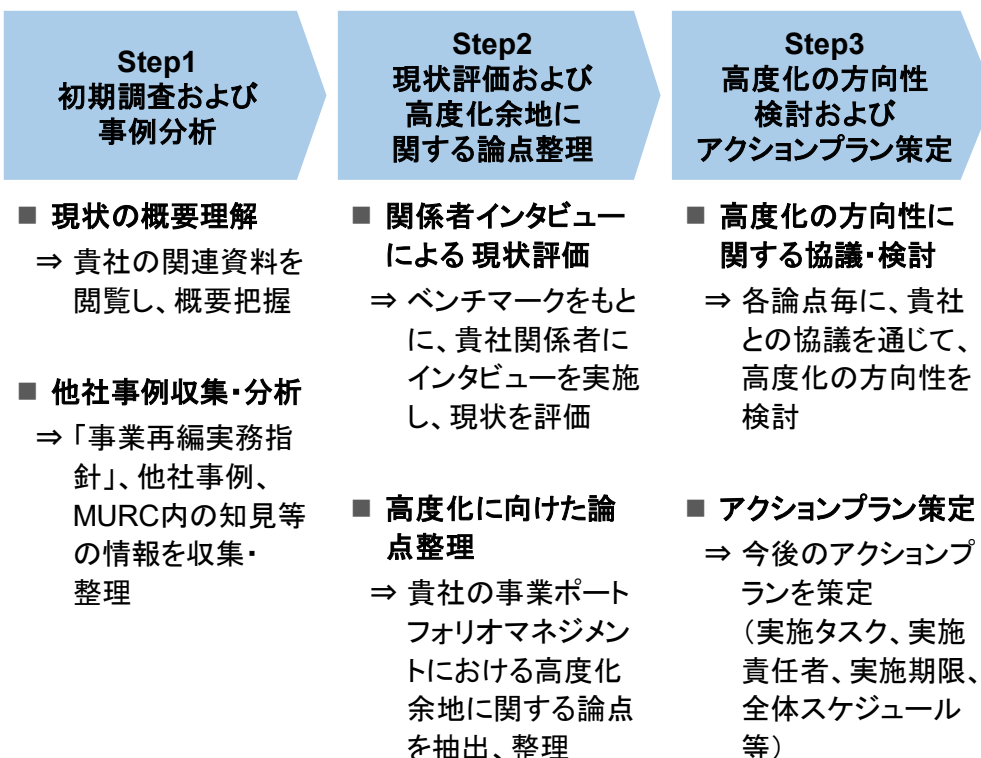 Step1
初期調査および
事例分析
■ 現状の概要理解
⇒ 貴社の関連資料を
閲覧し、概要把握
■ 他社事例収集・分析
⇒「事業再編実務指
針」、他社事例、
MURC内の知見等
の情報を収集・
整理
Step2
現状評価および
高度化余地に
関する論点整理
■ 関係者インタビュー
による 現状評価
⇒ ベンチマークをもと
に、貴社関係者に
インタビューを実施
し、現状を評価
■ 高度化に向けた論
点整理
⇒ 貴社の事業ポート
フォリオマネジメン
トにおける高度化
余地に関する論点
を抽出、整理
Step3
高度化の方向性
検討および
アクションプラン策定
■ 高度化の方向性に
関する協議・検討
⇒ 各論点毎に、貴社
との協議を通じて、
高度化の方向性を
検討
■ アクションプラン策定
⇒ 今後のアクションプ
ランを策定
（実施タスク、実施
責任者、実施期限、
全体スケジュール
等）